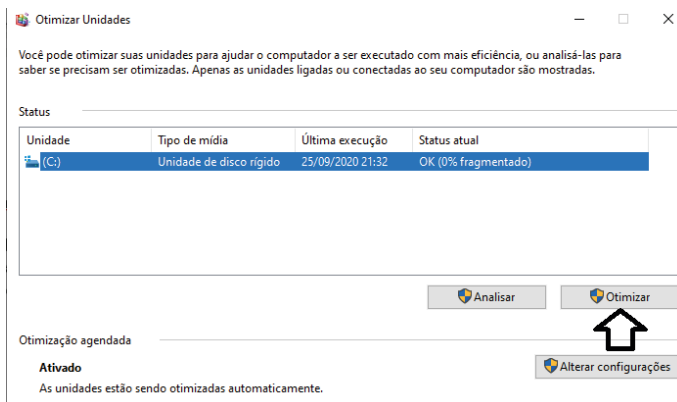 Otimizar Unidades
Você pode otimizar suas unidades para ajudar o computador a ser executado com mais eficiência, ou analisá-las para
saber se precisam ser otimizadas. Apenas as unidades ligadas ou conectadas ao seu computador são mostradas.
Status
Unidade Tipo de mídia Última execução Status atual
(C:) Unidade de disco rígido 25/09/2020 21:32 OK (0% fragmentado)
Analisar Otimizar
Otimização agendada
Ativado Alterar configurações
As unidades estão sendo otimizadas automaticamente.